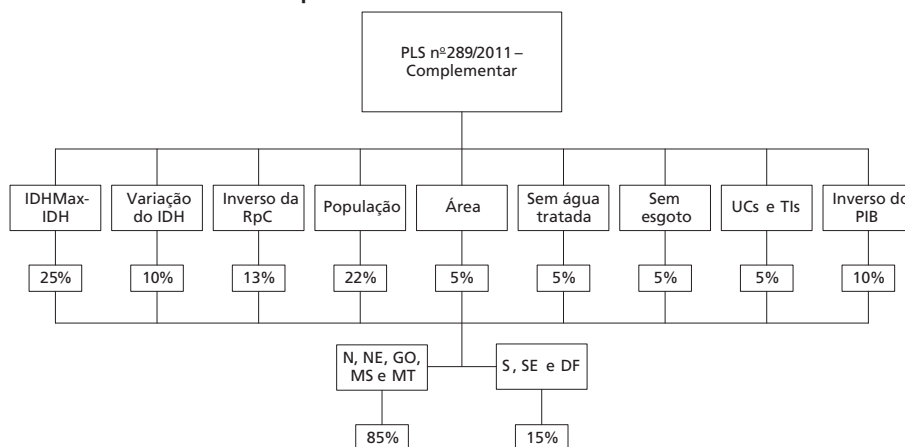 PLS nº289/2011 –
Complementar
IDHMax-
IDH
Variação
do IDH
Inverso da
RpC
População
Área
Sem água
tratada
Sem
esgoto
UCs e TIs
Inverso do
PIB
25%
10%
13%
22%
5%
5%
5%
5%
10%
N, NE, GO,
MS e MT
S, SE e DF
85%
15%